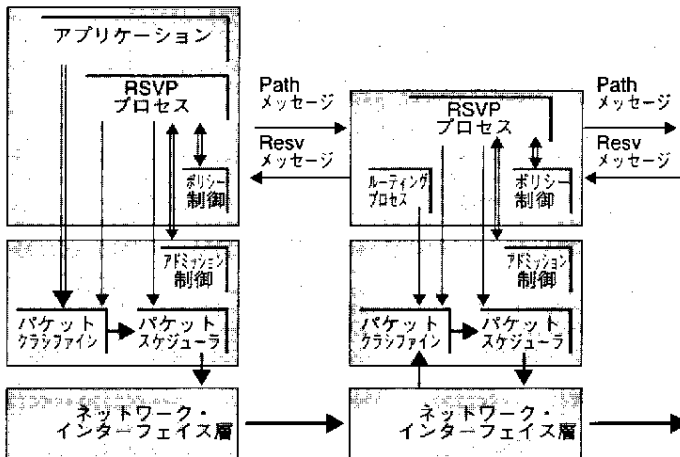 アプリケーション
RSVP
プロセス
ポリシー
制御
アドミッション
制御
パケット
クラシファイン
パケット
スケジューラ
ネットワーク・
インターフェイス層
Path
メッセージ
Resv
メッセージ
RSVP
プロセス
ルーティング
プロセス
ポリシー
制御
アドミッション
制御
パケット
クラシファイン
パケット
スケジューラ
ネットワーク・
インターフェイス層
Path
メッセージ
Resv
メッセージ